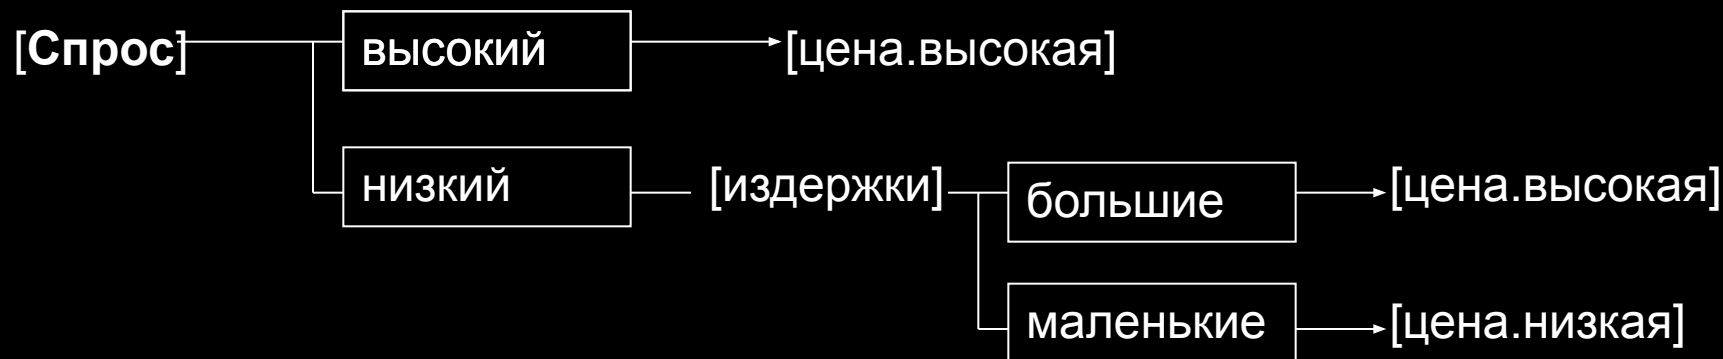 [Спрос] высокий [цена.высокая]
низкий [издержки] большие [цена.высокая]
маленькие [цена.низкая]